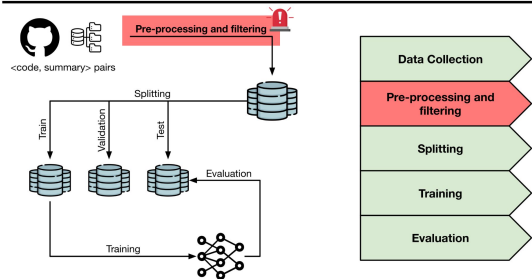 Pre-processing and filtering
<code, summary> pairs
Splitting
Train
Validation
Test
Evaluation
Training
Data Collection
Pre-processing and
filtering
Splitting
Training
Evaluation